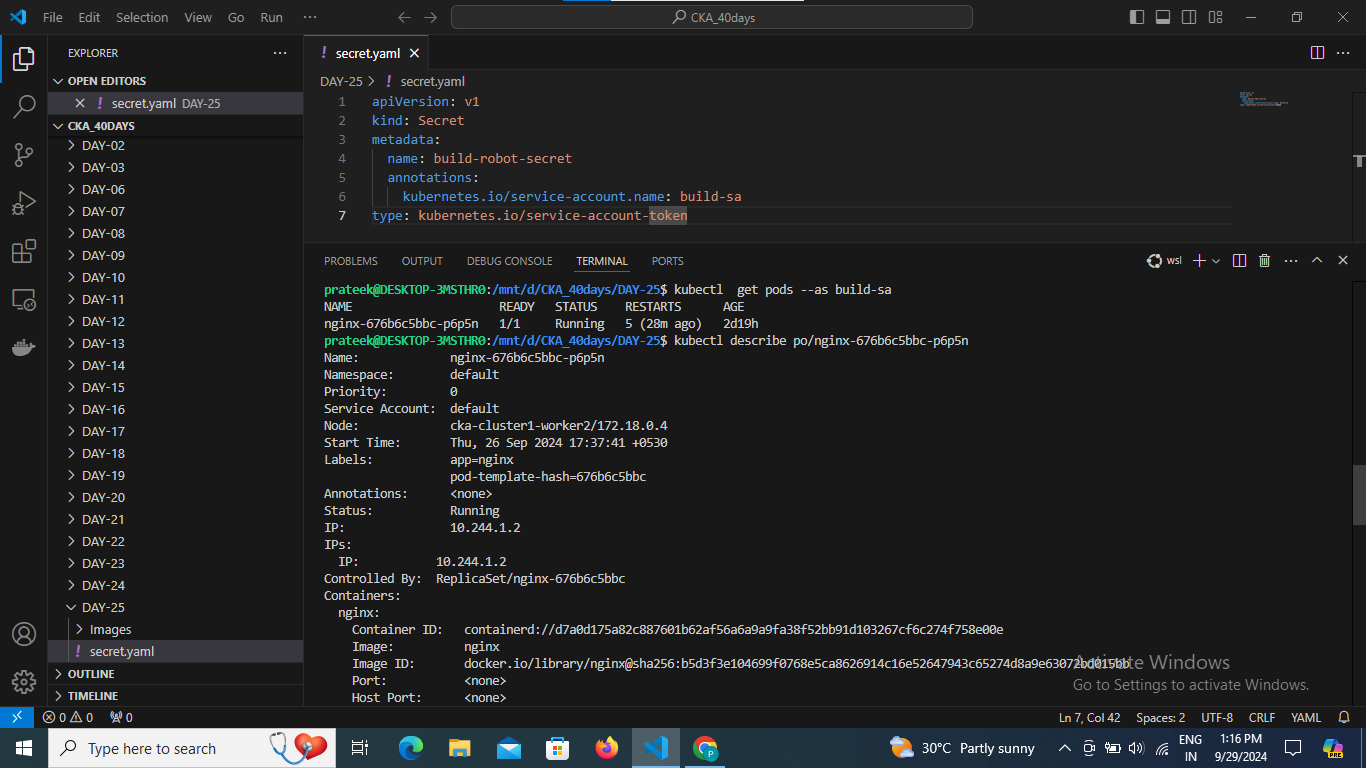 File Edit Selection View Go Run ···
CKA_40days
EXPLORER
OPEN EDITORS
secret.yaml DAY-25
CKA_40DAYS
DAY-02
DAY-03
DAY-06
DAY-07
DAY-08
DAY-09
DAY-10
DAY-11
DAY-12
DAY-13
DAY-14
DAY-15
DAY-16
DAY-17
DAY-18
DAY-19
DAY-20
DAY-21
DAY-22
DAY-23
DAY-24
DAY-25
Images
! secret.yaml
OUTLINE
TIMELINE
! secret.yaml
DAY-25 > ! secret.yaml
1 apiVersion: v1
2 kind: Secret
3 metadata:
4 name: build-robot-secret
5 annotations:
6 kubernetes.io/service-account.name: build-sa
7 type: kubernetes.io/service-account-token
PROBLEMS OUTPUT DEBUG CONSOLE TERMINAL PORTS
wsl
prateek@DESKTOP-3MSTHR0:/mnt/d/CKA_40days/DAY-25$ kubectl  get pods --as build-sa
NAME READY STATUS RESTARTS AGE
nginx-676b6c5bbc-p6p5n 1/1 Running 5 (28m ago) 2d19h
prateek@DESKTOP-3MSTHR0:/mnt/d/CKA_40days/DAY-25$ kubectl describe po/nginx-676b6c5bbc-p6p5n
Name: nginx-676b6c5bbc-p6p5n
Namespace: default
Priority: 0
Service Account: default
Node: cka-cluster1-worker2/172.18.0.4
Start Time: Thu, 26 Sep 2024 17:37:41 +0530
Labels: app=nginx
pod-template-hash=676b6c5bbc
Annotations: <none>
Status: Running
IP: 10.244.1.2
IPs:
IP: 10.244.1.2
Controlled By: ReplicaSet/nginx-676b6c5bbc
Containers:
nginx:
Container ID: containerd://d7a0d175a82c887601b62af56a6a9a9fa38f52bb91d103267cf6c274f758e00e
Image: nginx
Image ID:
Port: <none>
Host Port: <none>
Activate Windows
Go to Settings to activate Windows.
0 0 0
Ln 7, Col 42 Spaces: 2 UTF-8 CRLF YAML
Type here to search
30°C Partly sunny
ENG
IN
1:16 PM
9/29/2024
PRE